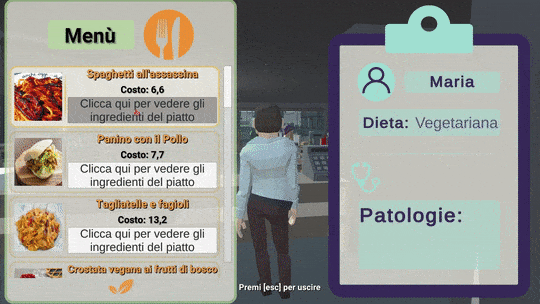 Menù
Spaghetti all'assassina
Costo: 6,6
Clicca qui per vedere gli
ingredienti del piatto
Panino con il Pollo
Costo: 7,7
Clicca qui per vedere gli
ingredienti del piatto
Tagliatelle e fagioli
Costo: 13,2
Clicca qui per vedere gli
ingredienti del piatto
Crostata vegana ai frutti di bosco
Premi [esc] per uscire
Maria
Dieta: Vegetariana
Patologie: